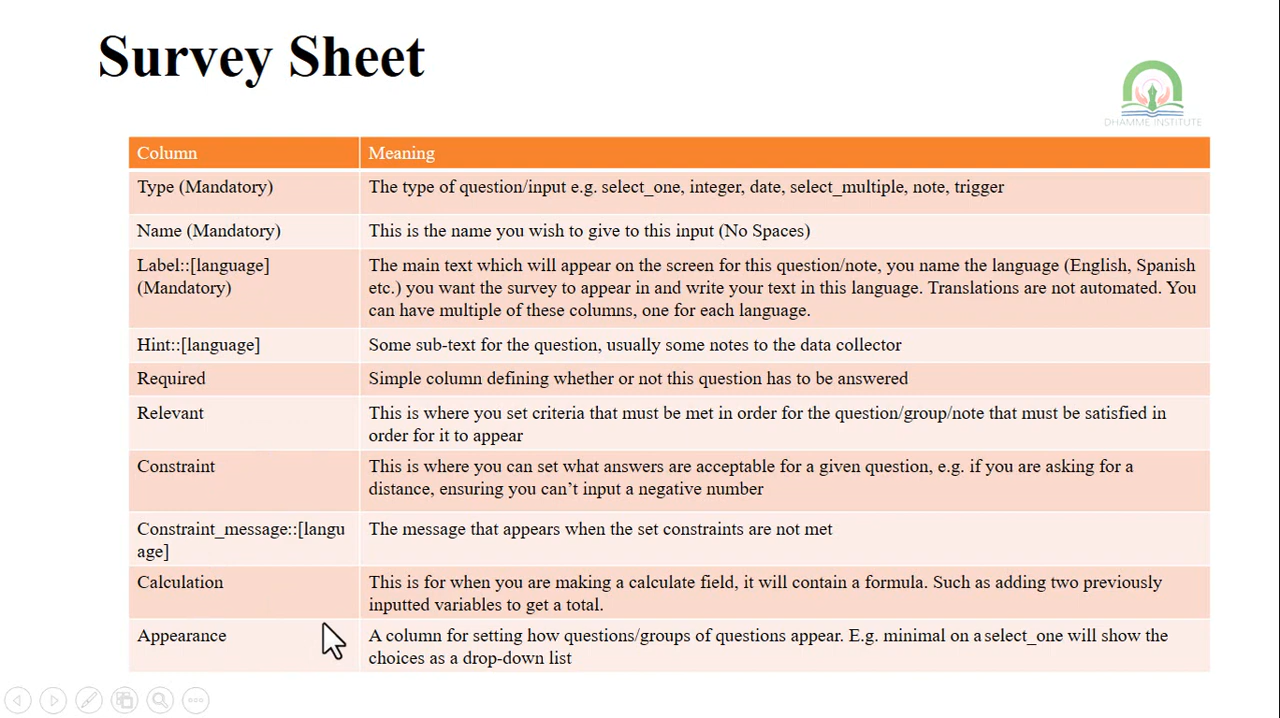 Survey Sheet
DHAMME INSTITUTE
Column
Meaning
Type (Mandatory)
The type of question/input e.g. select_one, integer, date, select_multiple, note, trigger
Name (Mandatory)
This is the name you wish to give to this input (No Spaces)
Label::[language]
(Mandatory)
The main text which will appear on the screen for this question/note, you name the language (English, Spanish
etc.) you want the survey to appear in and write your text in this language. Translations are not automated. You
can have multiple of these columns, one for each language.
Hint::[language]
Some sub-text for the question, usually some notes to the data collector
Required
Simple column defining whether or not this question has to be answered
Relevant
This is where you set criteria that must be met in order for the question/group/note that must be satisfied in
order for it to appear
Constraint
This is where you can set what answers are acceptable for a given question, e.g. if you are asking for a
distance, ensuring you can’t input a negative number
Constraint_message::[langu
age]
The message that appears when the set constraints are not met
Calculation
This is for when you are making a calculate field, it will contain a formula. Such as adding two previously
inputted variables to get a total.
Appearance
A column for setting how questions/groups of questions appear. E.g. minimal on a select_one will show the
choices as a drop-down list